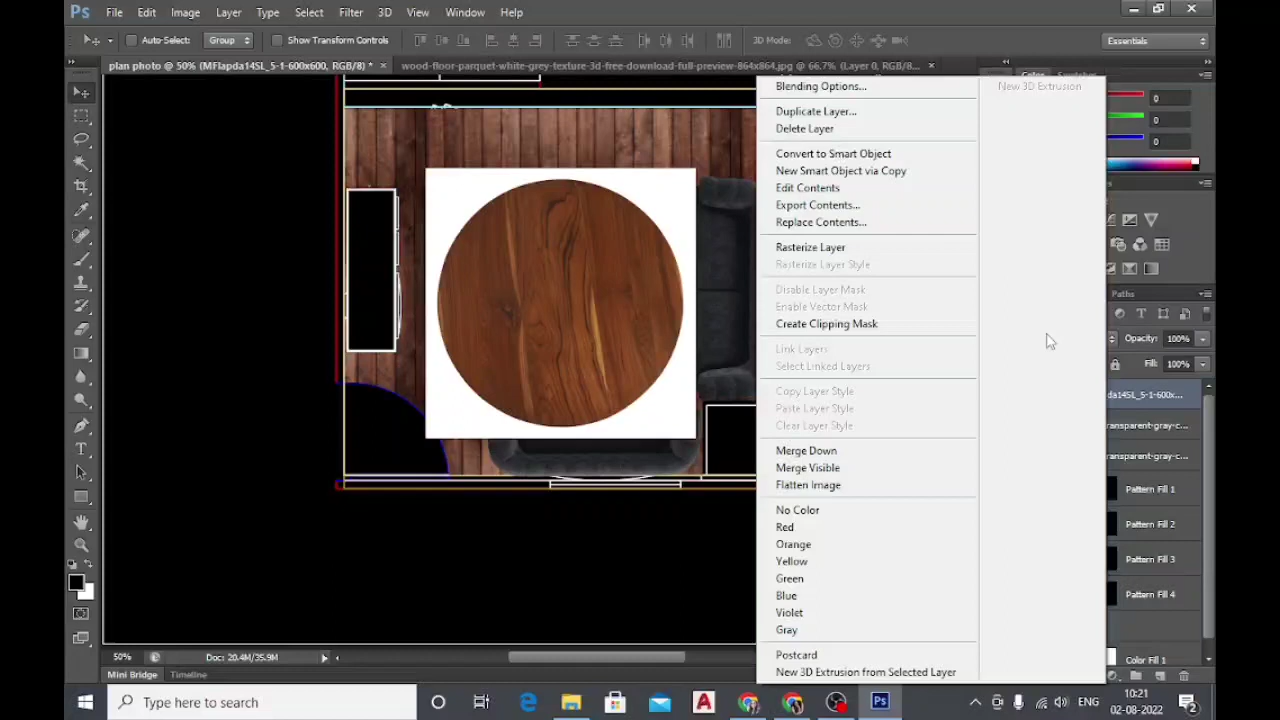 Ps File Edit Image Layer Type Select Filter 3D View Window Help
Auto-Select: Group Show Transform Controls 3D Mode: Essentials
plan photo @ 50% (MFlapda14SL_5-1-600x600, RGB/8) * × wood-floor-parquet-white-grey-texture-3d-free-download-full-preview-864x864.jpg @ 66.7% (Layer 0, RGB/8... ×
Blending Options...
Duplicate Layer...
Delete Layer
Convert to Smart Object
New Smart Object via Copy
Edit Contents
Export Contents...
Replace Contents...
Rasterize Layer
Rasterize Layer Style
Disable Layer Mask
Enable Vector Mask
Create Clipping Mask
Link Layers
Select Linked Layers
Copy Layer Style
Paste Layer Style
Clear Layer Style
Merge Down
Merge Visible
Flatten Image
No Color
Red
Orange
Yellow
Green
Blue
Violet
Gray
Postcard
New 3D Extrusion from Selected Layer
New 3D Extrusion
0
0
0
Paths
Opacity: 100%
Fill: 100%
da14SL_5-1-600x...
transparent-gray-c...
transparent-gray-c...
Pattern Fill 1
Pattern Fill 2
Pattern Fill 3
Pattern Fill 4
Color Fill 1
50% Doc: 20.4M/35.9M
Mini Bridge Timeline
Type here to search
ENG
10:21
02-08-2022